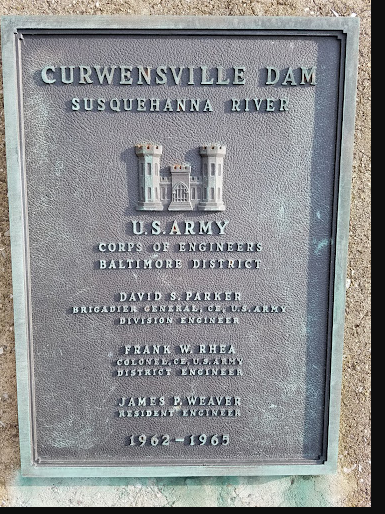 CURWENSVILLE DAM
SUSQUEHANNA RIVER
U.S. ARMY
CORPS OF ENGINEERS
BALTIMORE DISTRICT
DAVID S. PARKER
BRIGADIER GENERAL, CE, U.S. ARMY
DIVISION ENGINEER
FRANK W. RHEA
COLONEL, CE, U.S. ARMY
DISTRICT ENGINEER
JAMES P. WEAVER
RESIDENT ENGINEER
1962-1965